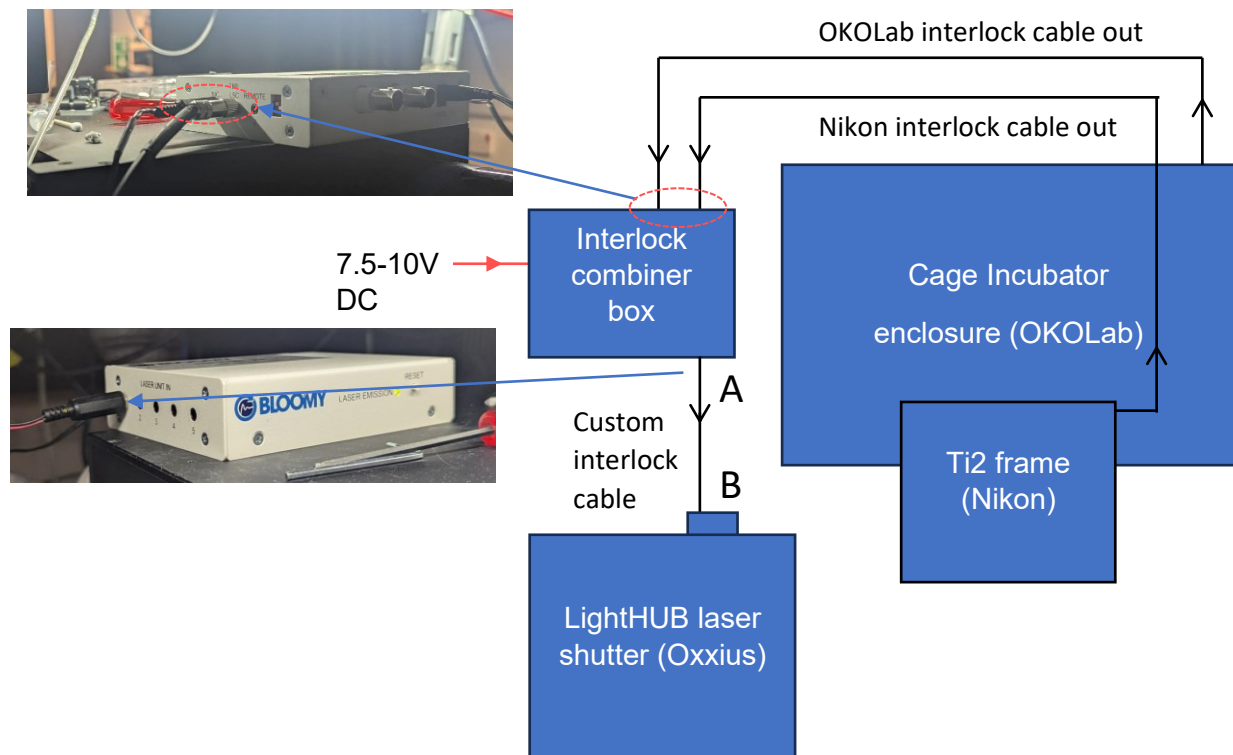 OKOLab interlock cable out
Nikon interlock cable out
REMOTE
Interlock
combiner
box
7.5-10V
DC
Cage Incubator
enclosure (OKOLab)
LASER UNIT IN
2
3
4
5
BLOOMY
LASER EMISSION
RESET
A
Custom
interlock
cable
B
Ti2 frame
(Nikon)
LightHUB laser
shutter (Oxxius)